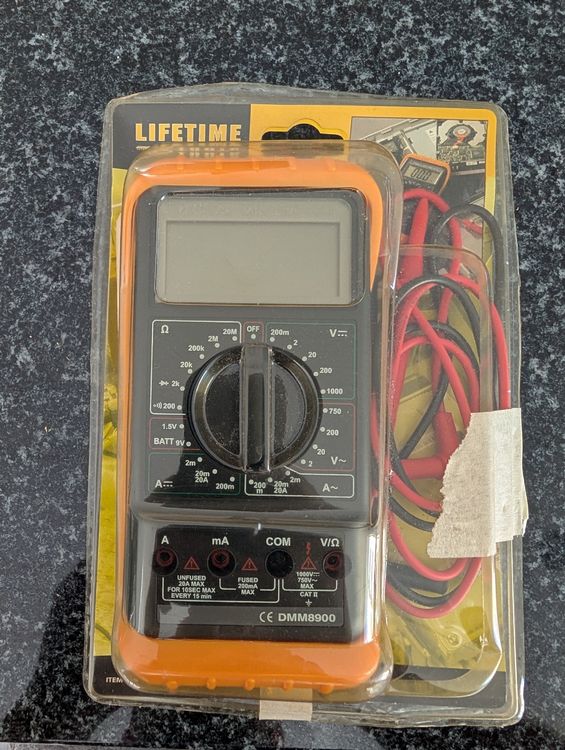 LIFETIME
Ω
20M
OFF
200m
V⎓
2M
2
200k
20
2k
200
200
1000
1.5V
750
BATT 9V
200
20
2m
2
V~
20m
20A
200m
200
m
20m
20A
2m
A⎓
A~
A
mA
COM
V/Ω
UNFUSED
20A MAX
FOR 10SEC MAX
EVERY 15 min
FUSED
200mA
MAX
1000V⎓
750V~
MAX
CAT II
CE DMM8900
ITEM